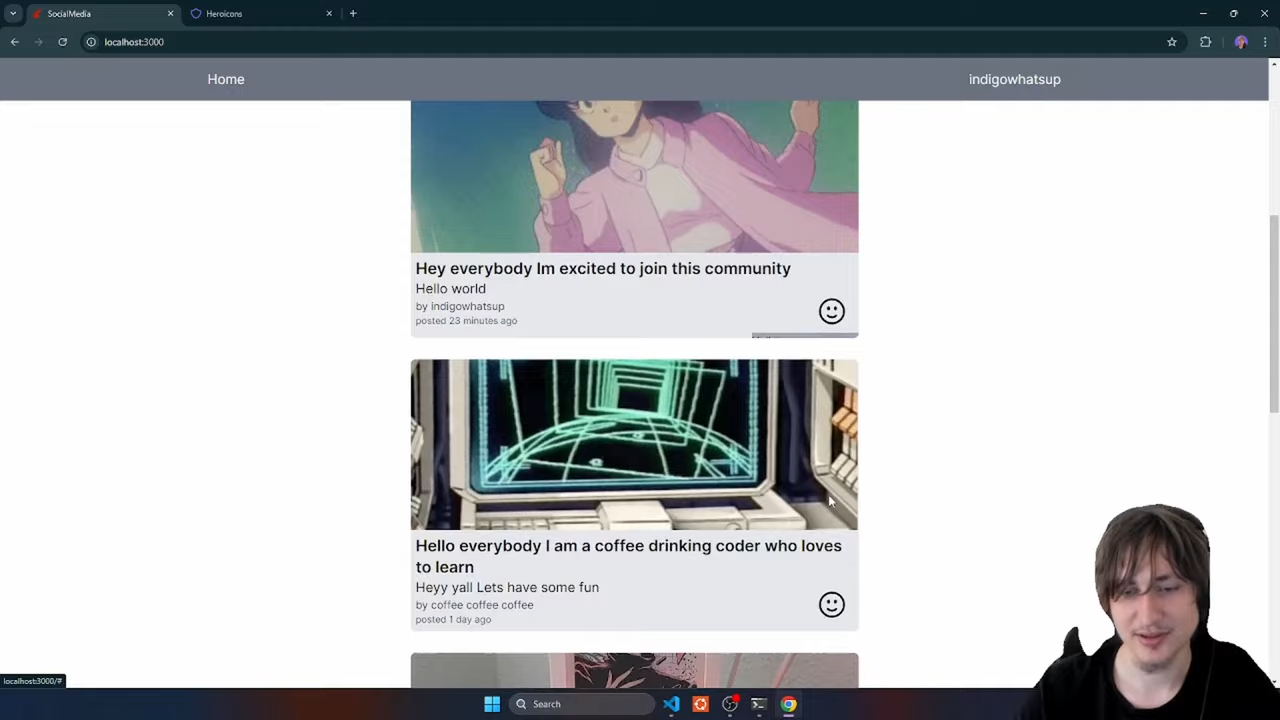 SocialMedia
Heroicons
localhost:3000
Home
indigowhatsup
Hey everybody Im excited to join this community
Hello world
by indigowhatsup
posted 23 minutes ago
Hello everybody I am a coffee drinking coder who loves
to learn
Heyy yall Lets have some fun
by coffee coffee coffee
posted 1 day ago
localhost:3000/#
Search